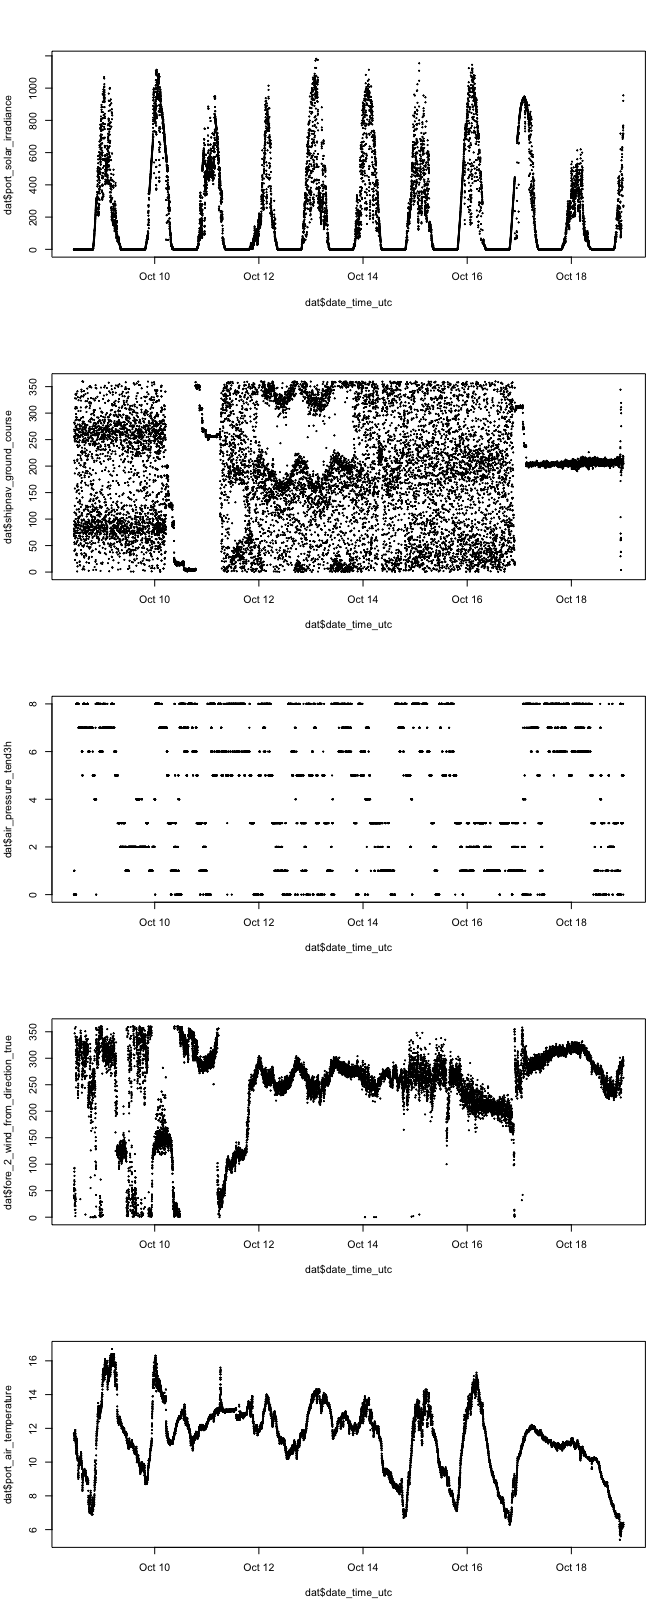 dat$port_solar_irradiance
0 200 400 600 800 1000
Oct 10 Oct 12 Oct 14 Oct 16 Oct 18
dat$date_time_utc
dat$shipnav_ground_course
0 50 100 150 200 250 300 350
Oct 10 Oct 12 Oct 14 Oct 16 Oct 18
dat$date_time_utc
dat$air_pressure_tend3h
0 2 4 6 8
Oct 10 Oct 12 Oct 14 Oct 16 Oct 18
dat$date_time_utc
dat$fore_2_wind_from_direction_true
0 50 100 150 200 250 300 350
Oct 10 Oct 12 Oct 14 Oct 16 Oct 18
dat$date_time_utc
dat$port_air_temperature
6 8 10 12 14 16
Oct 10 Oct 12 Oct 14 Oct 16 Oct 18
dat$date_time_utc